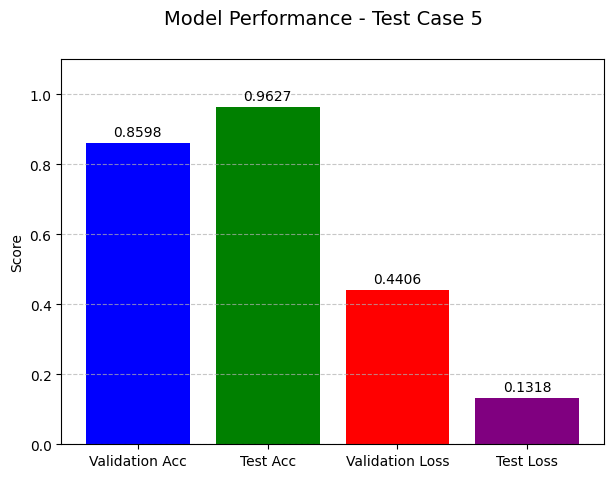 Model Performance - Test Case 5
Score
1.0
0.8
0.6
0.4
0.2
0.0
0.8598
0.9627
0.4406
0.1318
Validation Acc
Test Acc
Validation Loss
Test Loss